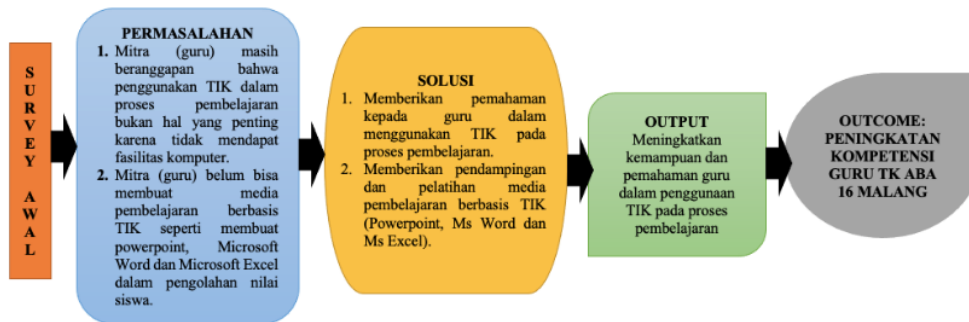 SURVEY AWAL
PERMASALAHAN
1. Mitra (guru) masih
beranggapan bahwa
penggunakan TIK dalam
proses pembelajaran
bukan hal yang penting
karena tidak mendapat
fasilitas komputer.
2. Mitra (guru) belum bisa
membuat media
pembelajaran berbasis
TIK seperti membuat
powerpoint, Microsoft
Word dan Microsoft Excel
dalam pengolahan nilai
siswa.
SOLUSI
1. Memberikan pemahaman
kepada guru dalam
menggunakan TIK pada
proses pembelajaran.
2. Memberikan pendampingan
dan pelatihan media
pembelajaran berbasis TIK
(Powerpoint, Ms Word dan
Ms Excel).
OUTPUT
Meningkatkan
kemampuan dan
pemahaman guru
dalam penggunaan
TIK pada proses
pembelajaran
OUTCOME:
PENINGKATAN
KOMPETENSI
GURU TK ABA
16 MALANG